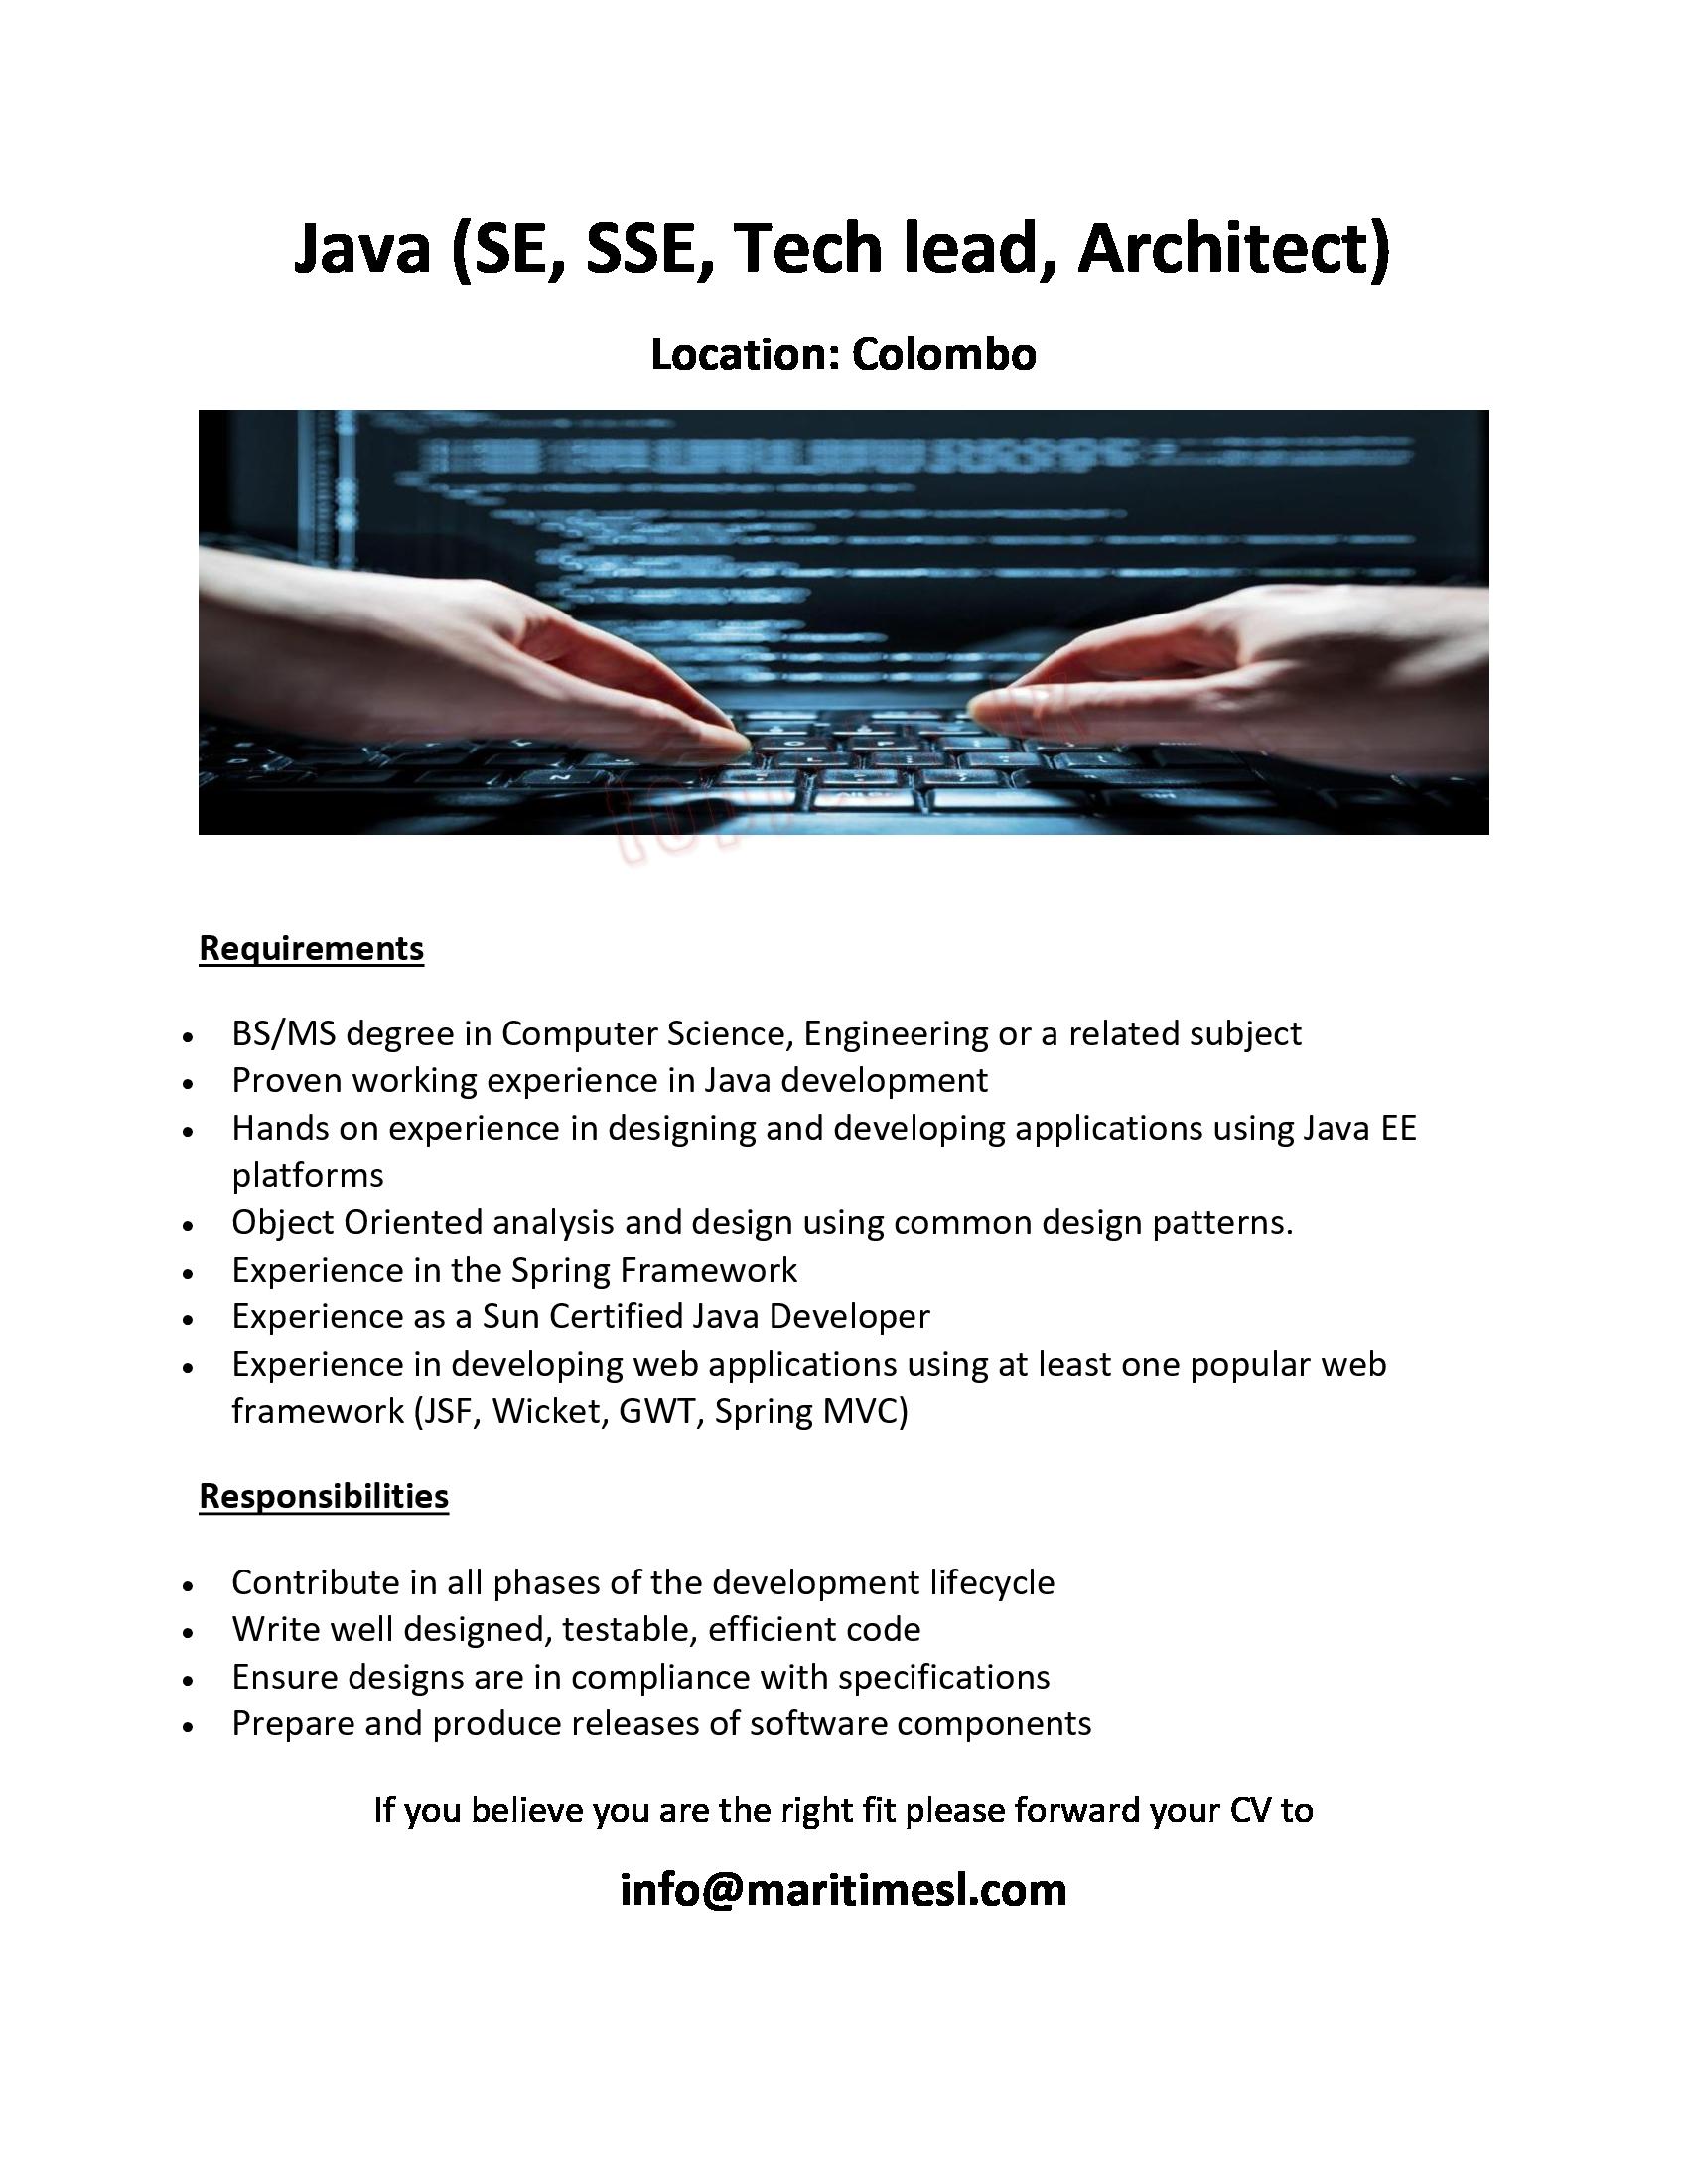 Java (SE, SSE, Tech lead, Architect)
Location: Colombo
Requirements
• BS/MS degree in Computer Science, Engineering or a related subject
• Proven working experience in Java development
• Hands on experience in designing and developing applications using Java EE
platforms
• Object Oriented analysis and design using common design patterns.
• Experience in the Spring Framework
• Experience as a Sun Certified Java Developer
• Experience in developing web applications using at least one popular web
framework (JSF, Wicket, GWT, Spring MVC)
Responsibilities
• Contribute in all phases of the development lifecycle
• Write well designed, testable, efficient code
• Ensure designs are in compliance with specifications
• Prepare and produce releases of software components
If you believe you are the right fit please forward your CV to
info@maritimesl.com